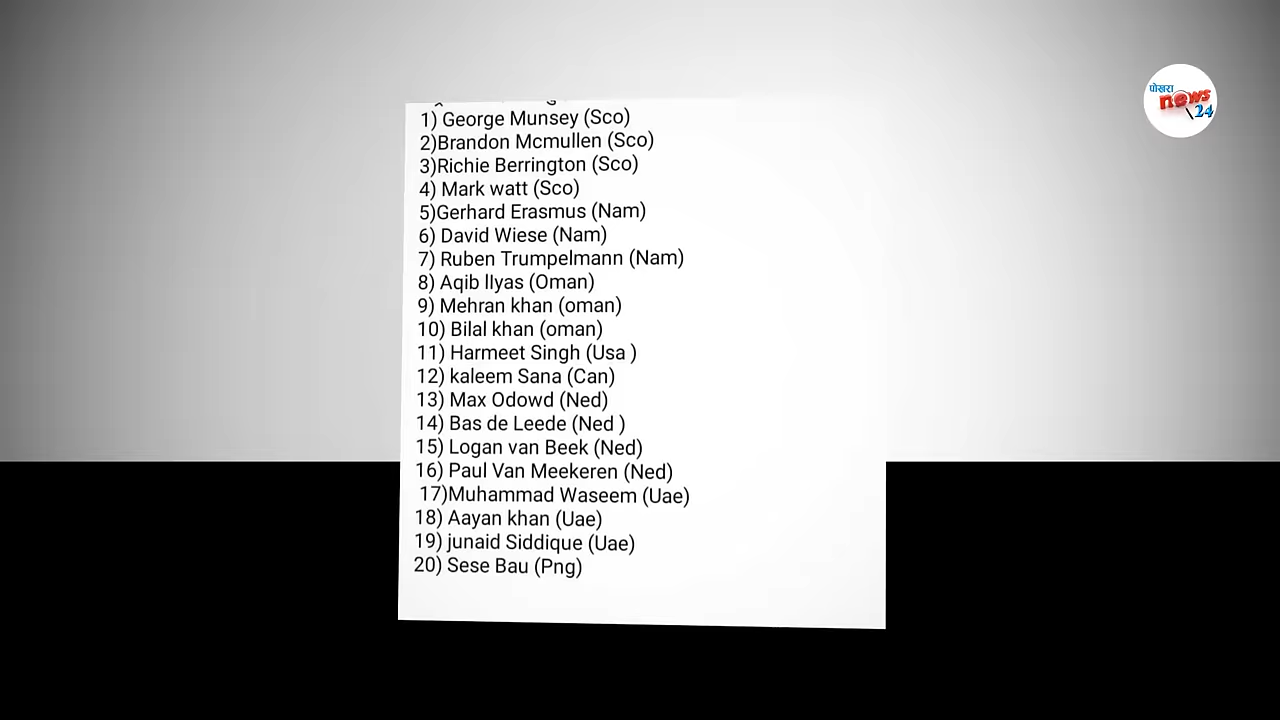 1) George Munsey (Sco)
2)Brandon Mcmullen (Sco)
3)Richie Berrington (Sco)
4) Mark watt (Sco)
5)Gerhard Erasmus (Nam)
6) David Wiese (Nam)
7) Ruben Trumpelmann (Nam)
8) Aqib llyas (Oman)
9) Mehran khan (oman)
10) Bilal khan (oman)
11) Harmeet Singh (Usa )
12) kaleem Sana (Can)
13) Max Odowd (Ned)
14) Bas de Leede (Ned )
15) Logan van Beek (Ned)
16) Paul Van Meekeren (Ned)
17)Muhammad Waseem (Uae)
18) Aayan khan (Uae)
19) junaid Siddique (Uae)
20) Sese Bau (Png)
पोखरा
news
24